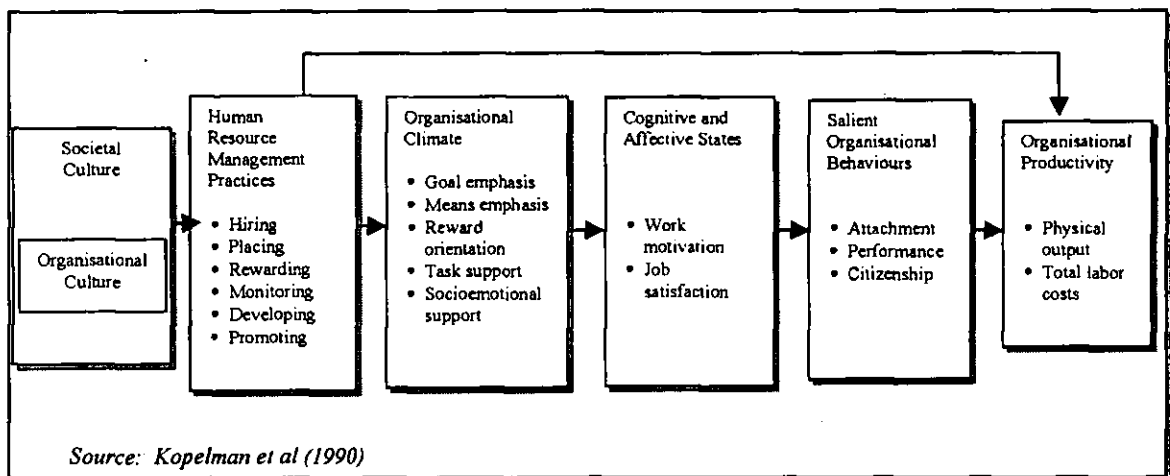 Societal
Culture
Organisational
Culture
Human
Resource
Management
Practices
• Hiring
• Placing
• Rewarding
• Monitoring
• Developing
• Promoting
Organisational
Climate
• Goal emphasis
• Means emphasis
• Reward
orientation
• Task support
• Socioemotional
support
Cognitive and
Affective States
• Work
motivation
• Job
satisfaction
Salient
Organisational
Behaviours
• Attachment
• Performance
• Citizenship
Organisational
Productivity
• Physical
output
• Total labor
costs
Source: Kopelman et al (1990)